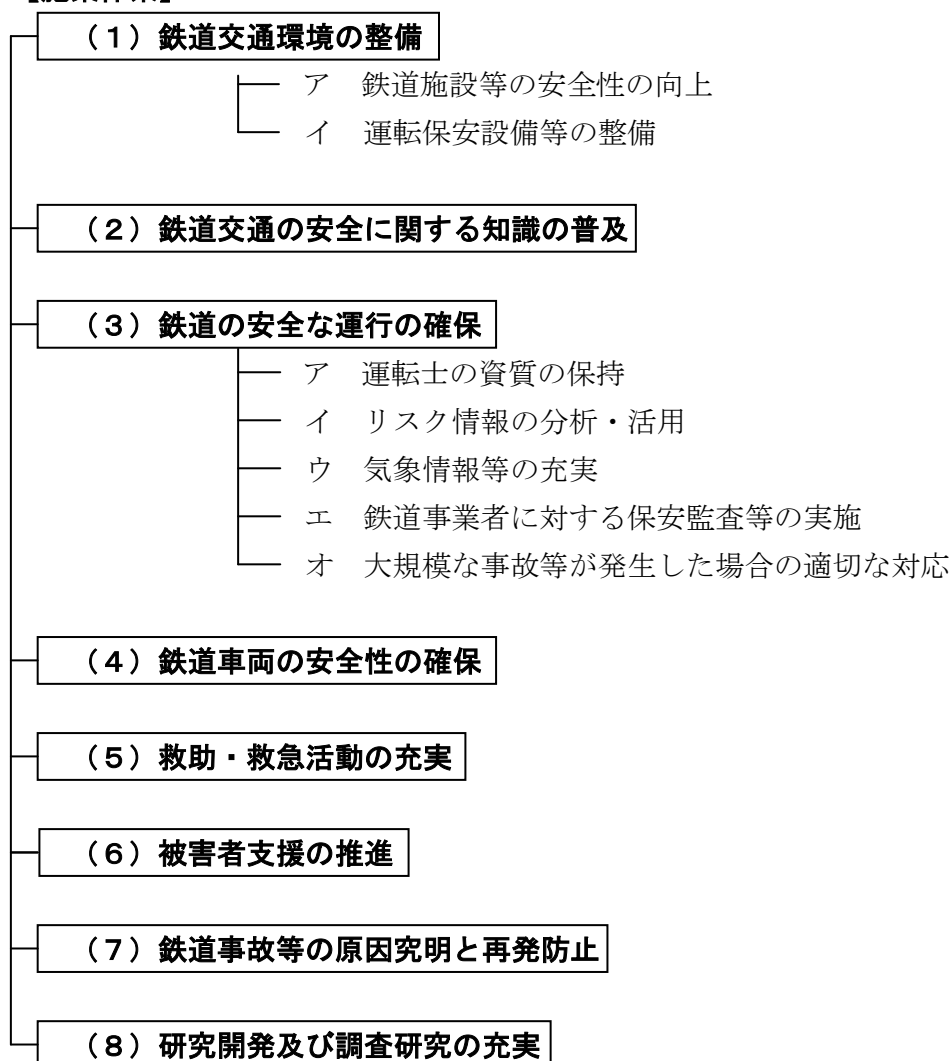 （１）鉄道交通環境の整備
ア　鉄道施設等の安全性の向上
イ　運転保安設備等の整備
（２）鉄道交通の安全に関する知識の普及
（３）鉄道の安全な運行の確保
ア　運転士の資質の保持
イ　リスク情報の分析・活用
ウ　気象情報等の充実
エ　鉄道事業者に対する保安監査等の実施
オ　大規模な事故等が発生した場合の適切な対応
（４）鉄道車両の安全性の確保
（５）救助・救急活動の充実
（６）被害者支援の推進
（７）鉄道事故等の原因究明と再発防止
（８）研究開発及び調査研究の充実